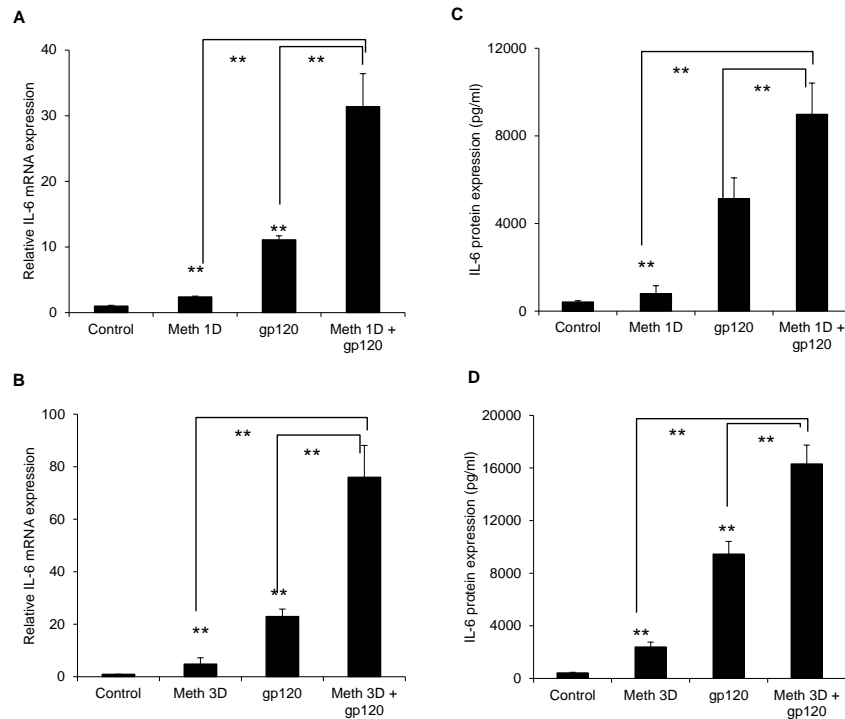 A
Relative IL-6 mRNA expression
40
30
20
10
0
**
**
**
**
Control
Meth 1D
gp120
Meth 1D +
gp120
C
IL-6 protein expression (pg/ml)
12000
8000
4000
0
**
**
**
Control
Meth 1D
gp120
Meth 1D +
gp120
B
Relative IL-6 mRNA expression
100
80
60
40
20
0
**
**
**
**
Control
Meth 3D
gp120
Meth 3D +
gp120
D
IL-6 protein expression (pg/ml)
20000
16000
12000
8000
4000
0
**
**
**
**
Control
Meth 3D
gp120
Meth 3D +
gp120